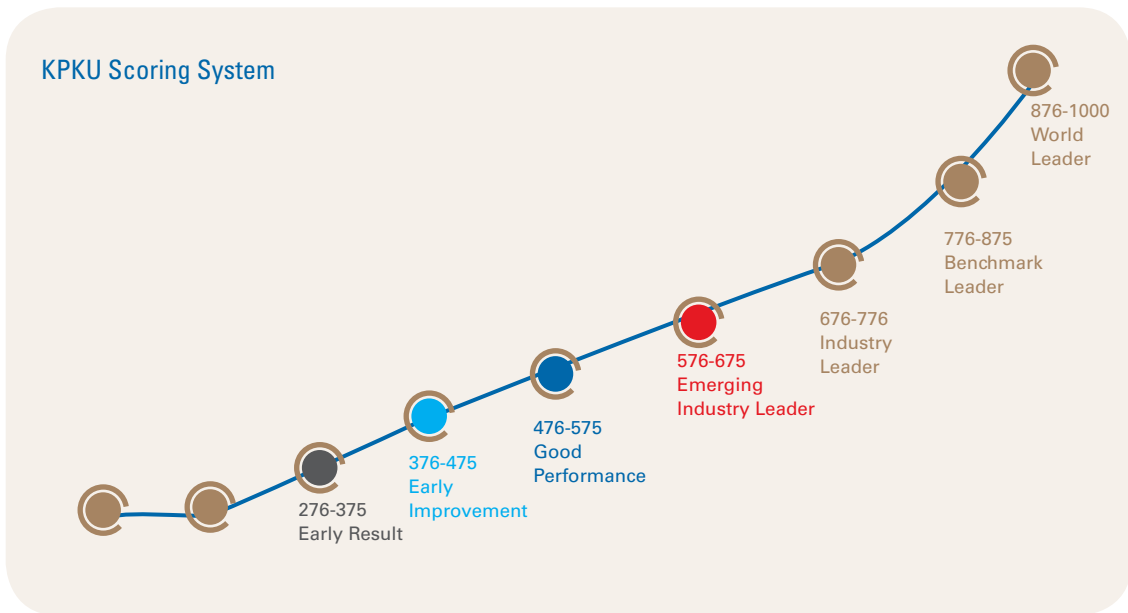 KPKU Scoring System
876-1000
World
Leader
776-875
Benchmark
Leader
676-776
Industry
Leader
576-675
Emerging
Industry Leader
476-575
Good
Performance
376-475
Early
Improvement
276-375
Early Result